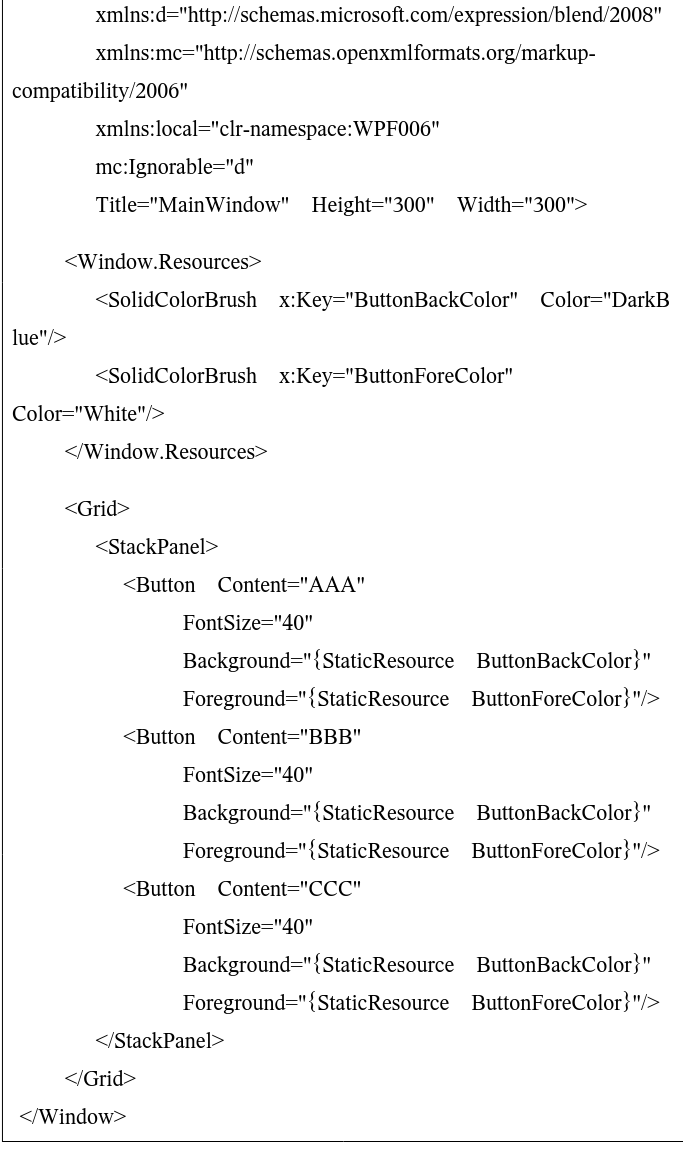 xmlns:d="http://schemas.microsoft.com/expression/blend/2008"
xmlns:mc="http://schemas.openxmlformats.org/markup-
compatibility/2006"
xmlns:local="clr-namespace:WPF006"
mc:Ignorable="d"
Title="MainWindow" Height="300" Width="300">
<Window.Resources>
<SolidColorBrush x:Key="ButtonBackColor" Color="DarkB
lue"/>
<SolidColorBrush x:Key="ButtonForeColor"
Color="White"/>
</Window.Resources>
<Grid>
<StackPanel>
<Button Content="AAA"
FontSize="40"
Background="{StaticResource ButtonBackColor}"
Foreground="{StaticResource ButtonForeColor}"/>
<Button Content="BBB"
FontSize="40"
Background="{StaticResource ButtonBackColor}"
Foreground="{StaticResource ButtonForeColor}"/>
<Button Content="CCC"
FontSize="40"
Background="{StaticResource ButtonBackColor}"
Foreground="{StaticResource ButtonForeColor}"/>
</StackPanel>
</Grid>
</Window>